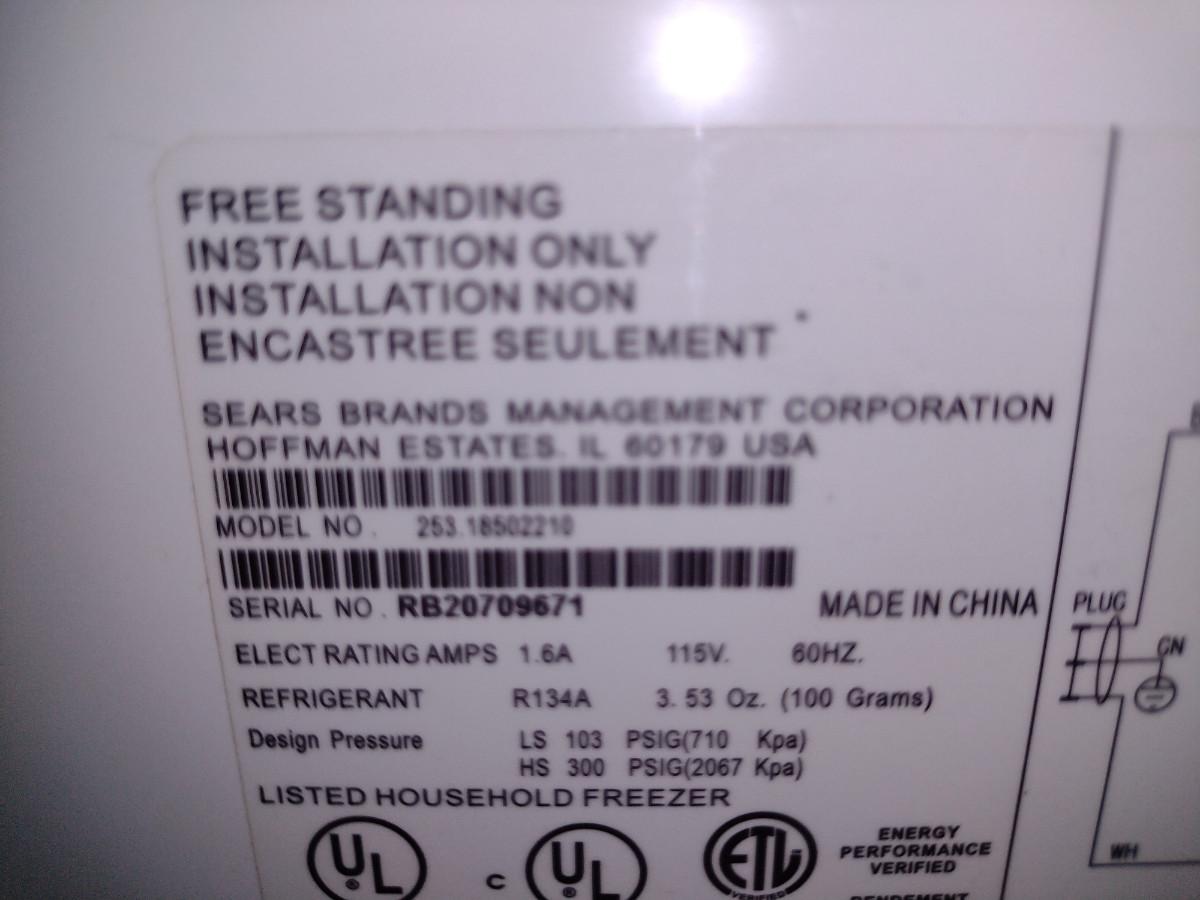 FREE STANDING
INSTALLATION ONLY
INSTALLATION NON
ENCASTREE SEULEMENT
SEARS BRANDS MANAGEMENT CORPORATION
HOFFMAN ESTATES. IL 60179 USA
MODEL NO. 253.18502210
SERIAL NO. RB20709671
MADE IN CHINA
ELECT RATING AMPS 1.6A 115V. 60HZ.
REFRIGERANT R134A 3.53 Oz. (100 Grams)
Design Pressure LS 103 PSIG(710 Kpa)
HS 300 PSIG(2067 Kpa)
LISTED HOUSEHOLD FREEZER
UL ®
C UL ®
ETL VERIFIED
ENERGY
PERFORMANCE
VERIFIED
RENDEMENT
PLUG
GN
WH